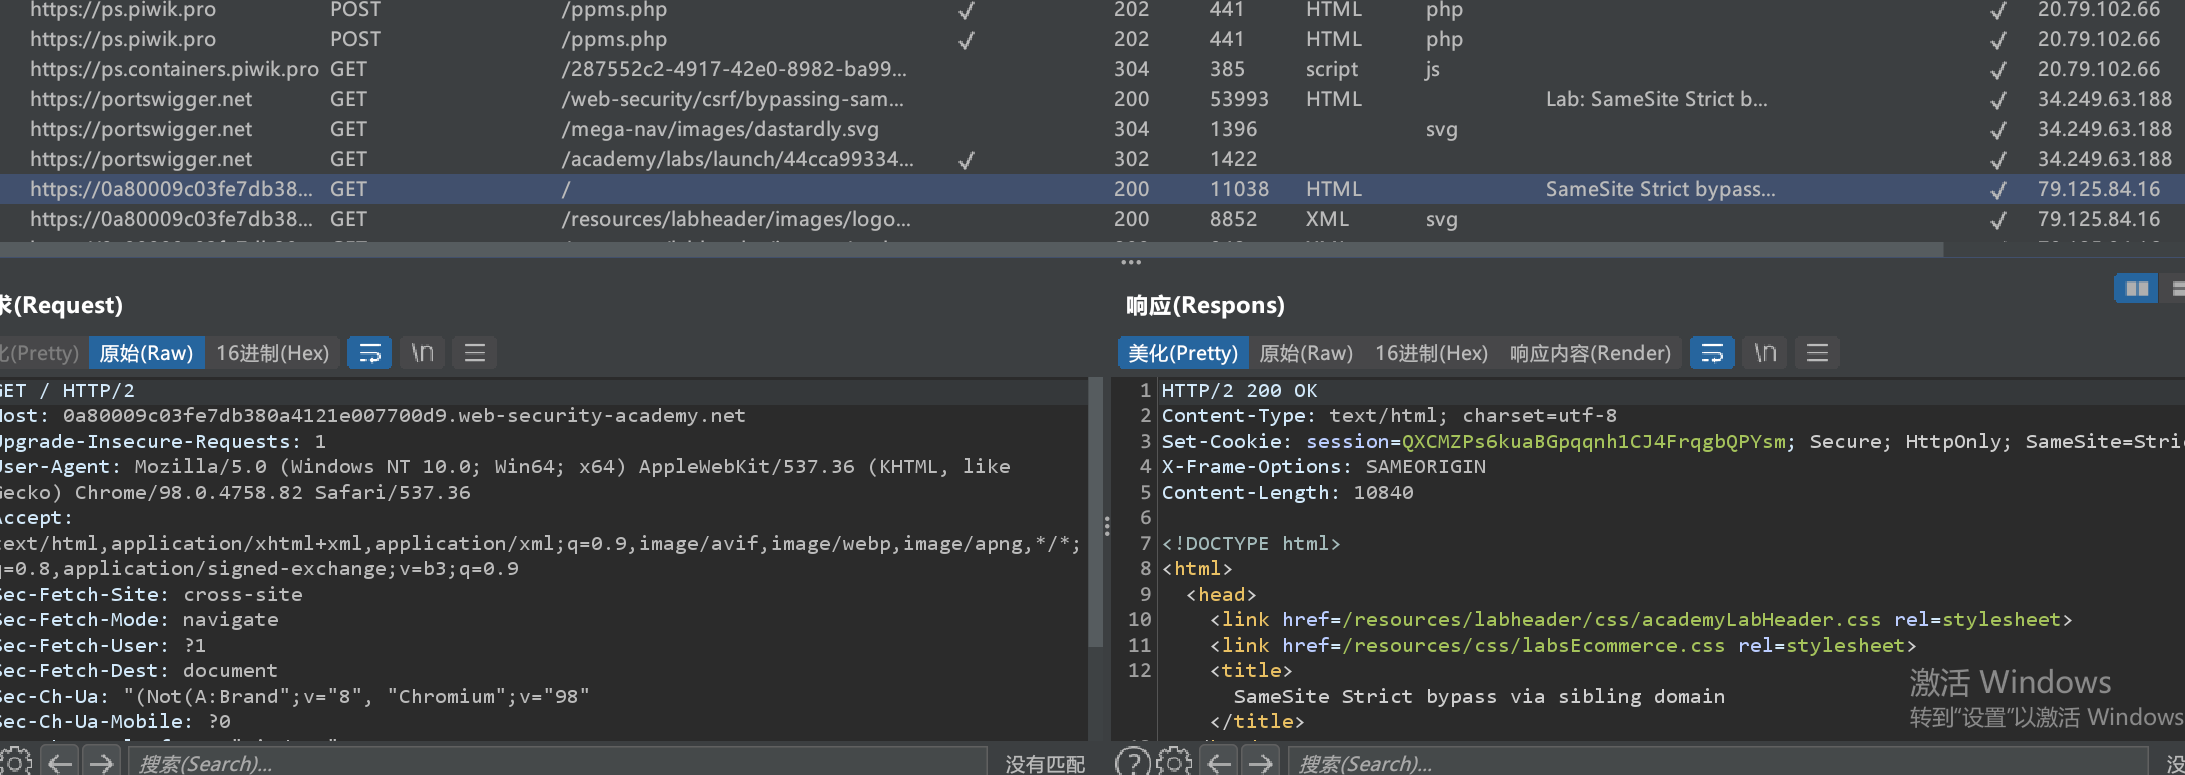 https://ps.piwik.pro POST /ppms.php ✓ 202 441 HTML php ✓ 20.79.102.66
https://ps.piwik.pro POST /ppms.php ✓ 202 441 HTML php ✓ 20.79.102.66
https://ps.containers.piwik.pro GET /287552c2-4917-42e0-8982-ba99... 304 385 script js ✓ 20.79.102.66
https://portswigger.net GET /web-security/csrf/bypassing-sam... 200 53993 HTML Lab: SameSite Strict b... ✓ 34.249.63.188
https://portswigger.net GET /mega-nav/images/dastardly.svg 304 1396 svg ✓ 34.249.63.188
https://portswigger.net GET /academy/labs/launch/44cca99334... ✓ 302 1422 ✓ 34.249.63.188
https://0a80009c03fe7db38... GET / 200 11038 HTML SameSite Strict bypass... ✓ 79.125.84.16
https://0a80009c03fe7db38... GET /resources/labheader/images/logo... 200 8852 XML svg ✓ 79.125.84.16
求(Request)
化(Pretty) 原始(Raw) 16进制(Hex) \n
GET / HTTP/2
Host: 0a80009c03fe7db380a4121e007700d9.web-security-academy.net
Upgrade-Insecure-Requests: 1
User-Agent: Mozilla/5.0 (Windows NT 10.0; Win64; x64) AppleWebKit/537.36 (KHTML, like
Gecko) Chrome/98.0.4758.82 Safari/537.36
Accept:
text/html,application/xhtml+xml,application/xml;q=0.9,image/avif,image/webp,image/apng,*/*;
q=0.8,application/signed-exchange;v=b3;q=0.9
Sec-Fetch-Site: cross-site
Sec-Fetch-Mode: navigate
Sec-Fetch-User: ?1
Sec-Fetch-Dest: document
Sec-Ch-Ua: "(Not(A:Brand";v="8", "Chromium";v="98"
Sec-Ch-Ua-Mobile: ?0
搜索(Search)... 没有匹配
响应(Respons)
美化(Pretty) 原始(Raw) 16进制(Hex) 响应内容(Render) \n
1 HTTP/2 200 OK
2 Content-Type: text/html; charset=utf-8
3 Set-Cookie: session=QXCMZPs6kuaBGpqqnh1CJ4FrqgbQPYsm; Secure; HttpOnly; SameSite=Stric
4 X-Frame-Options: SAMEORIGIN
5 Content-Length: 10840
6
7 <!DOCTYPE html>
8 <html>
9 <head>
10 <link href=/resources/labheader/css/academyLabHeader.css rel=stylesheet>
11 <link href=/resources/css/labsEcommerce.css rel=stylesheet>
12 <title>
SameSite Strict bypass via sibling domain
</title>
激活 Windows
转到“设置”以激活 Windows
搜索(Search)... 没